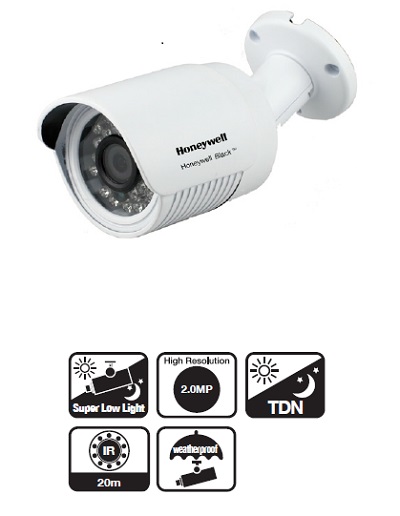 Honeywell
Honeywell Black™
Super Low Light
High Resolution
2.0MP
TDN
IR
20m
weatherproof